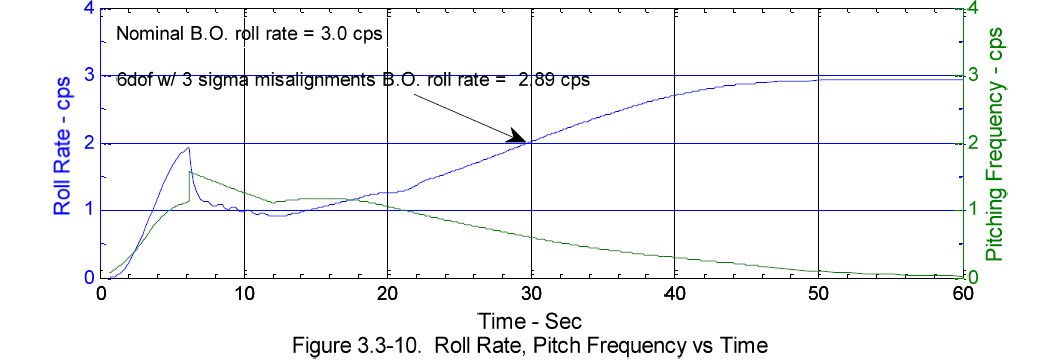 4
3
2
1
0
Roll Rate - cps
Nominal B.O. roll rate = 3.0 cps
6dof w/ 3 sigma misalignments B.O. roll rate =  2.89 cps
4
3
2
1
0
Pitching Frequency - cps
0 10 20 30 40 50 60
Time - Sec
Figure 3.3-10.  Roll Rate, Pitch Frequency vs Time